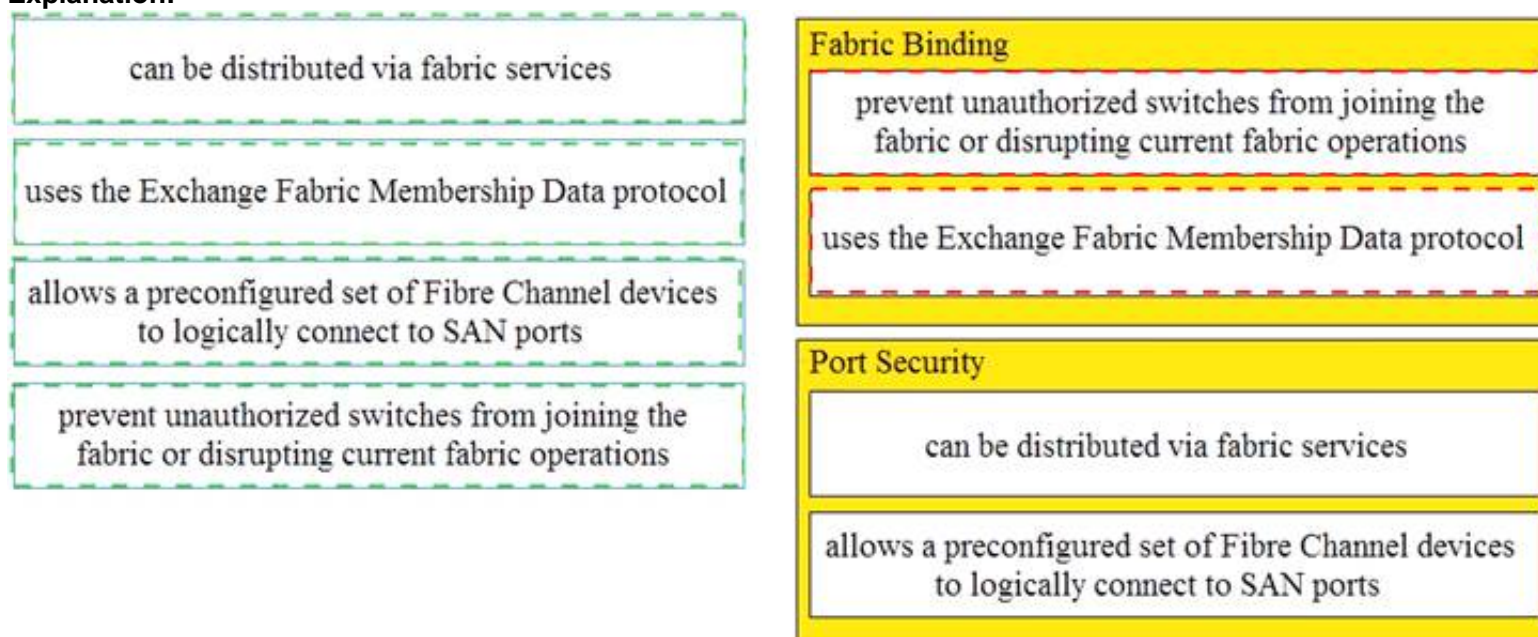 Explanation:
can be distributed via fabric services
uses the Exchange Fabric Membership Data protocol
allows a preconfigured set of Fibre Channel devices
to logically connect to SAN ports
prevent unauthorized switches from joining the
fabric or disrupting current fabric operations
Fabric Binding
prevent unauthorized switches from joining the
fabric or disrupting current fabric operations
uses the Exchange Fabric Membership Data protocol
Port Security
can be distributed via fabric services
allows a preconfigured set of Fibre Channel devices
to logically connect to SAN ports